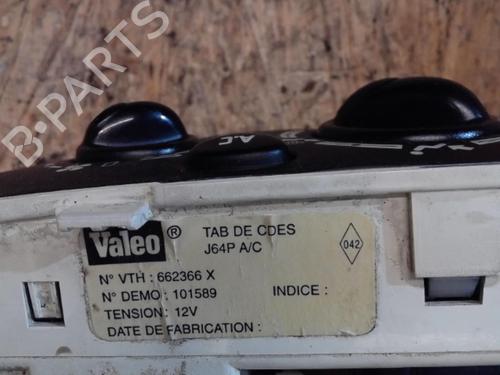 B-PARTS
AC
Valeo ®
TAB DE CDES
J64P A/C
042
N° VTH : 662366 X
N° DEMO : 101589
INDICE :
TENSION : 12V
DATE DE FABRICATION :